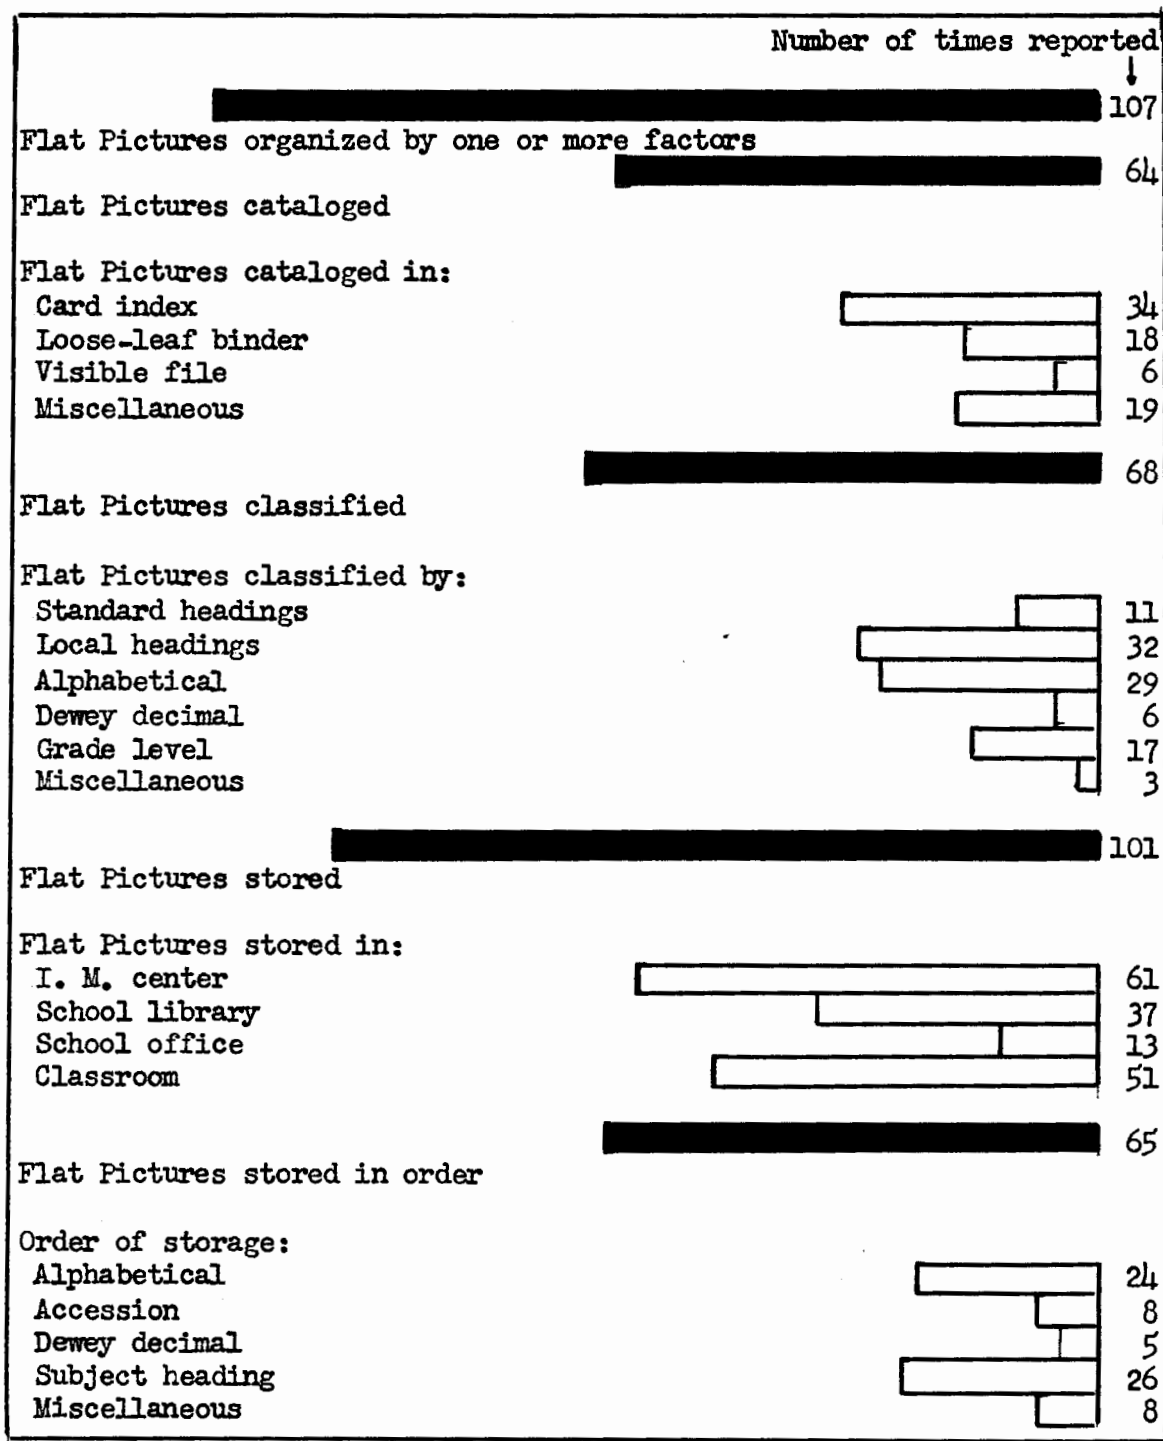 Number of times reported
107
Flat Pictures organized by one or more factors
64
Flat Pictures cataloged
Flat Pictures cataloged in:
Card index 34
Loose-leaf binder 18
Visible file 6
Miscellaneous 19
68
Flat Pictures classified
Flat Pictures classified by:
Standard headings 11
Local headings 32
Alphabetical 29
Dewey decimal 6
Grade level 17
Miscellaneous 3
101
Flat Pictures stored
Flat Pictures stored in:
I. M. center 61
School library 37
School office 13
Classroom 51
65
Flat Pictures stored in order
Order of storage:
Alphabetical 24
Accession 8
Dewey decimal 5
Subject heading 26
Miscellaneous 8